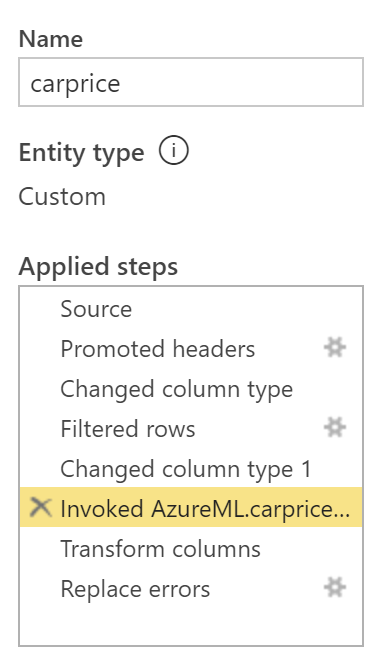 Name
carprice
Entity type i
Custom
Applied steps
Source
Promoted headers
Changed column type
Filtered rows
Changed column type 1
Invoked AzureML.carprice...
Transform columns
Replace errors